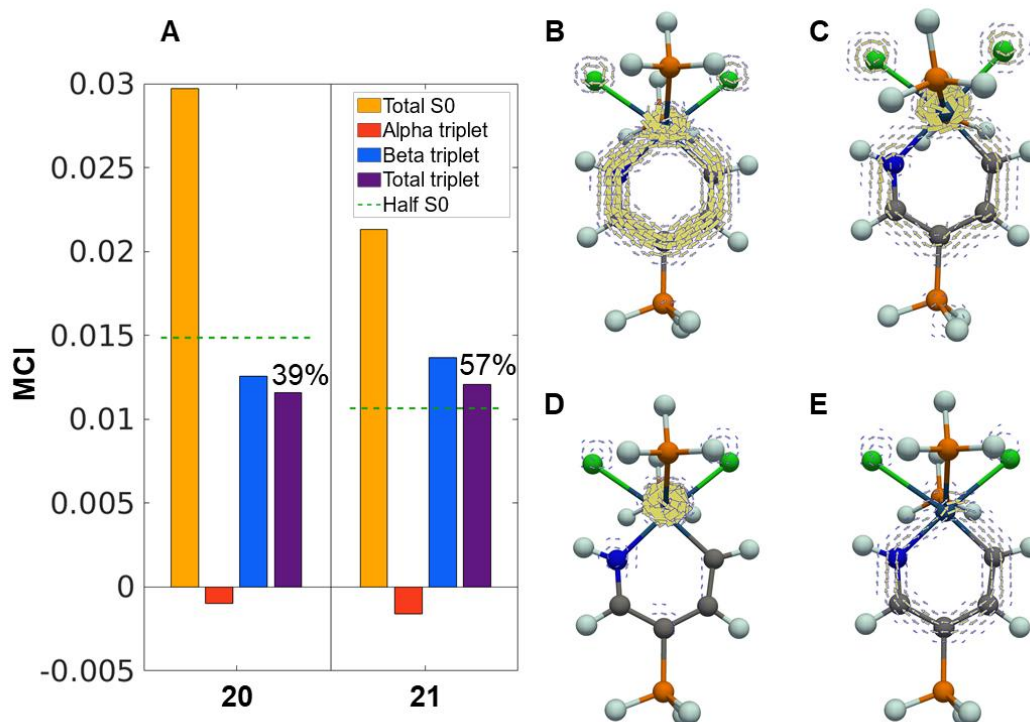 A
B
C
0.03
0.025
0.02
0.015
0.01
0.005
0
-0.005
MCI
Total S0
Alpha triplet
Beta triplet
Total triplet
Half S0
39%
57%
20
21
D
E